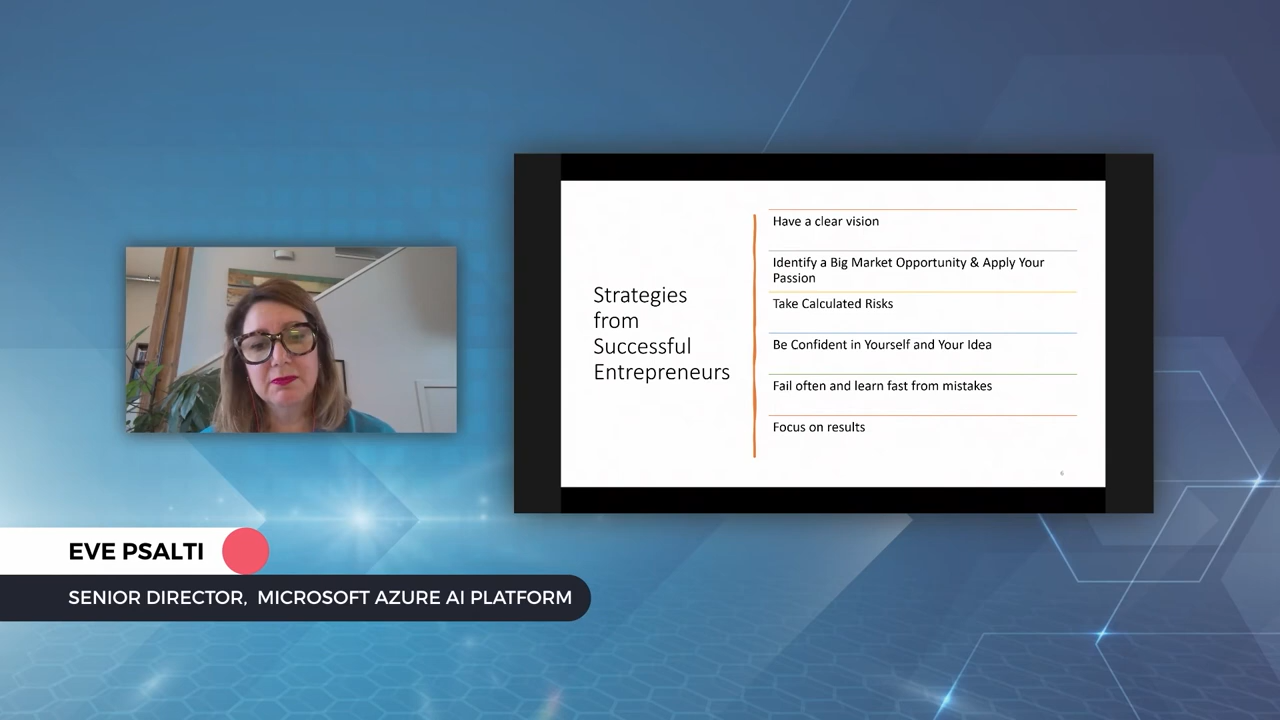 Strategies
from
Successful
Entrepreneurs
Have a clear vision
Identify a Big Market Opportunity & Apply Your
Passion
Take Calculated Risks
Be Confident in Yourself and Your Idea
Fail often and learn fast from mistakes
Focus on results
6
EVE PSALTI
SENIOR DIRECTOR,  MICROSOFT AZURE AI PLATFORM